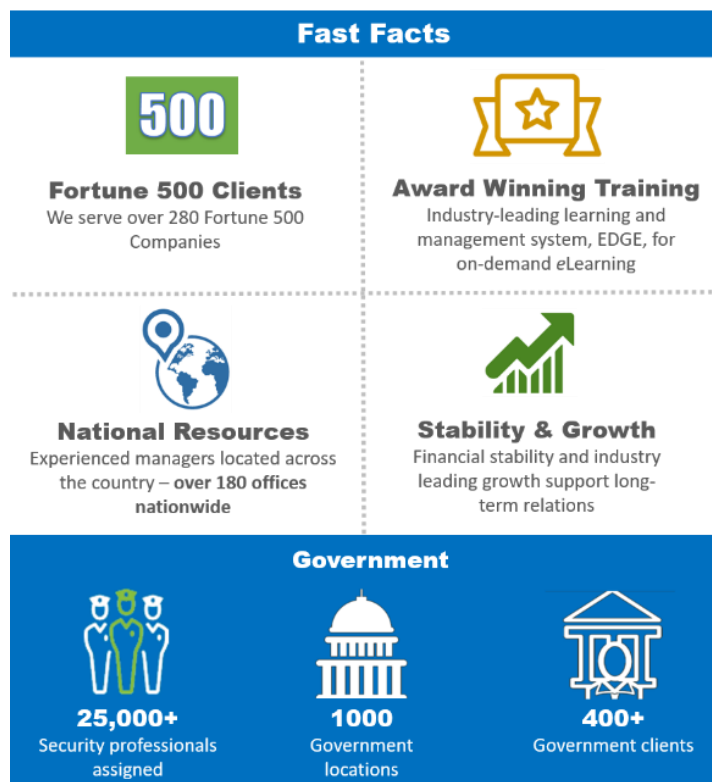 Fast Facts
500
Fortune 500 Clients
We serve over 280 Fortune 500
Companies
Award Winning Training
Industry-leading learning and
management system, EDGE, for
on-demand eLearning
National Resources
Experienced managers located across
the country – over 180 offices
nationwide
Stability & Growth
Financial stability and industry
leading growth support long-
term relations
Government
25,000+
Security professionals
assigned
1000
Government
locations
400+
Government clients